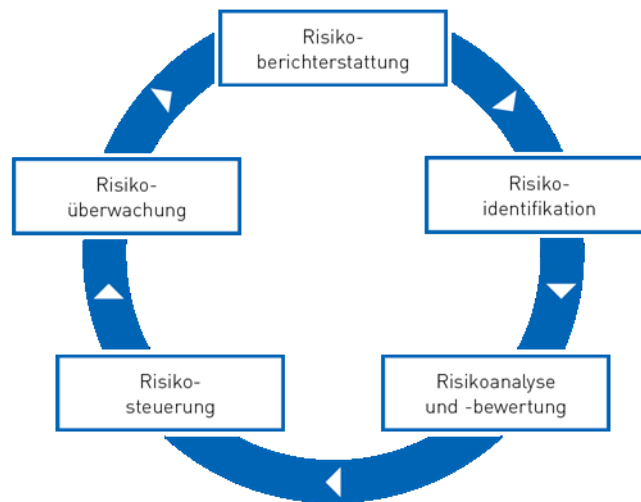 Risiko-
berichterstattung
Risiko-
identifikation
Risikoanalyse
und -bewertung
Risiko-
steuerung
Risiko-
überwachung